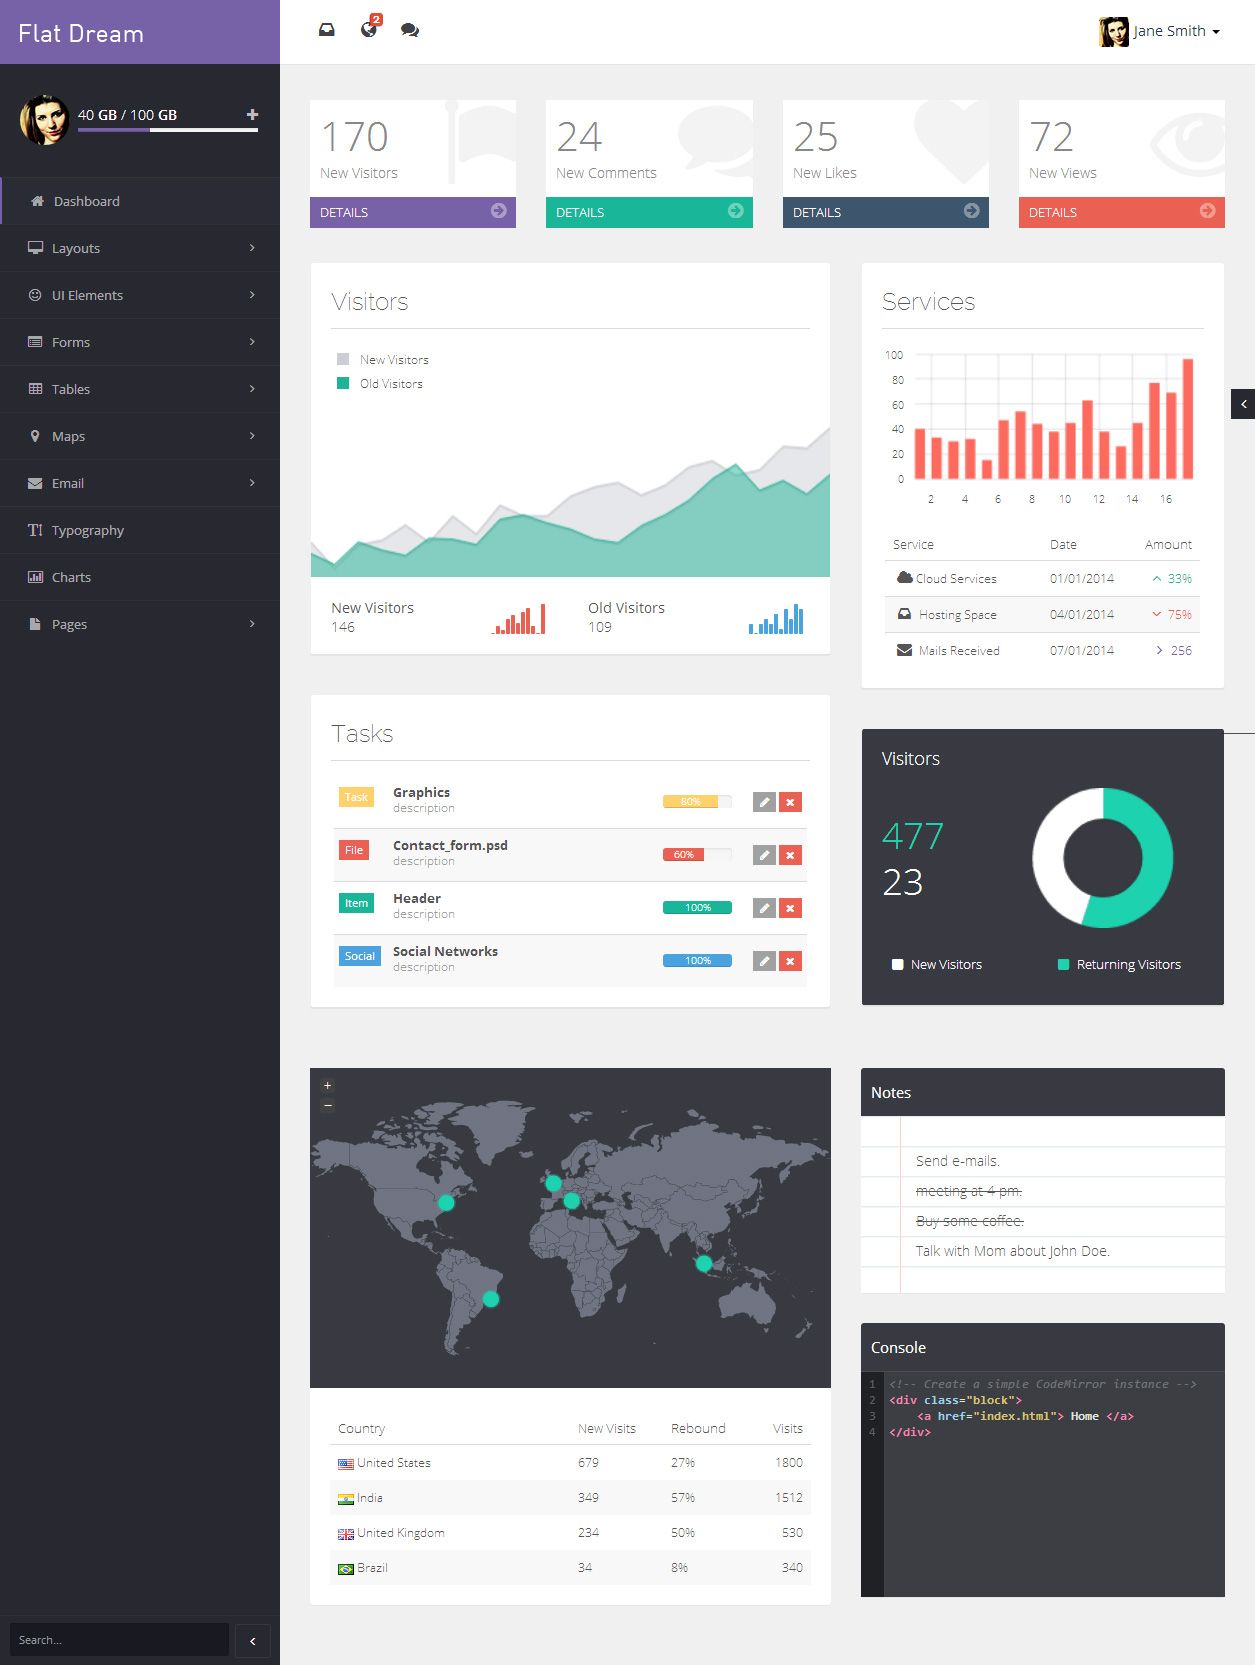 Flat Dream
2
Jane Smith
40 GB / 100 GB
Dashboard
Layouts
UI Elements
Forms
Tables
Maps
Email
Typography
Charts
Pages
Search...
170
New Visitors
DETAILS
24
New Comments
DETAILS
25
New Likes
DETAILS
72
New Views
DETAILS
Visitors
New Visitors
Old Visitors
New Visitors
146
Old Visitors
109
Services
100
80
60
40
20
0
2 4 6 8 10 12 14 16
Service Date Amount
Cloud Services 01/01/2014 33%
Hosting Space 04/01/2014 75%
Mails Received 07/01/2014 256
Tasks
Task Graphics
description
80%
File Contact_form.psd
description
60%
Item Header
description
100%
Social Social Networks
description
100%
Visitors
477
23
New Visitors Returning Visitors
+
−
Country New Visits Rebound Visits
United States 679 27% 1800
India 349 57% 1512
United Kingdom 234 50% 530
Brazil 34 8% 340
Notes
Send e-mails.
meeting at 4 pm.
Buy some coffee.
Talk with Mom about John Doe.
Console
1 <!-- Create a simple CodeMirror instance -->
2 <div class="block">
3 <a href="index.html"> Home </a>
4 </div>